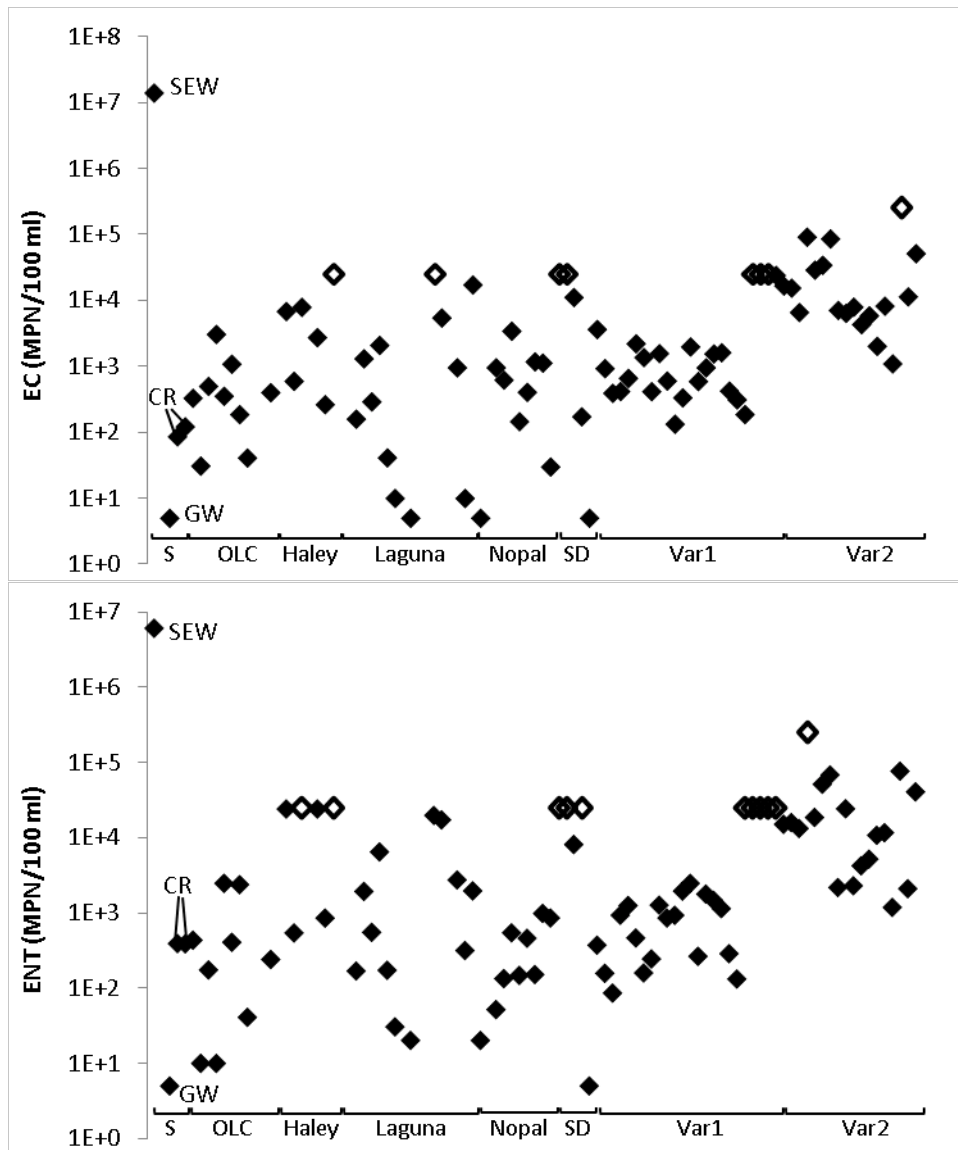 1E+8
1E+7
1E+6
1E+5
1E+4
1E+3
1E+2
1E+1
1E+0
EC (MPN/100 ml)
SEW
CR
GW
S OLC Haley Laguna Nopal SD Var1 Var2
1E+7
1E+6
1E+5
1E+4
1E+3
1E+2
1E+1
1E+0
ENT (MPN/100 ml)
SEW
CR
GW
S OLC Haley Laguna Nopal SD Var1 Var2